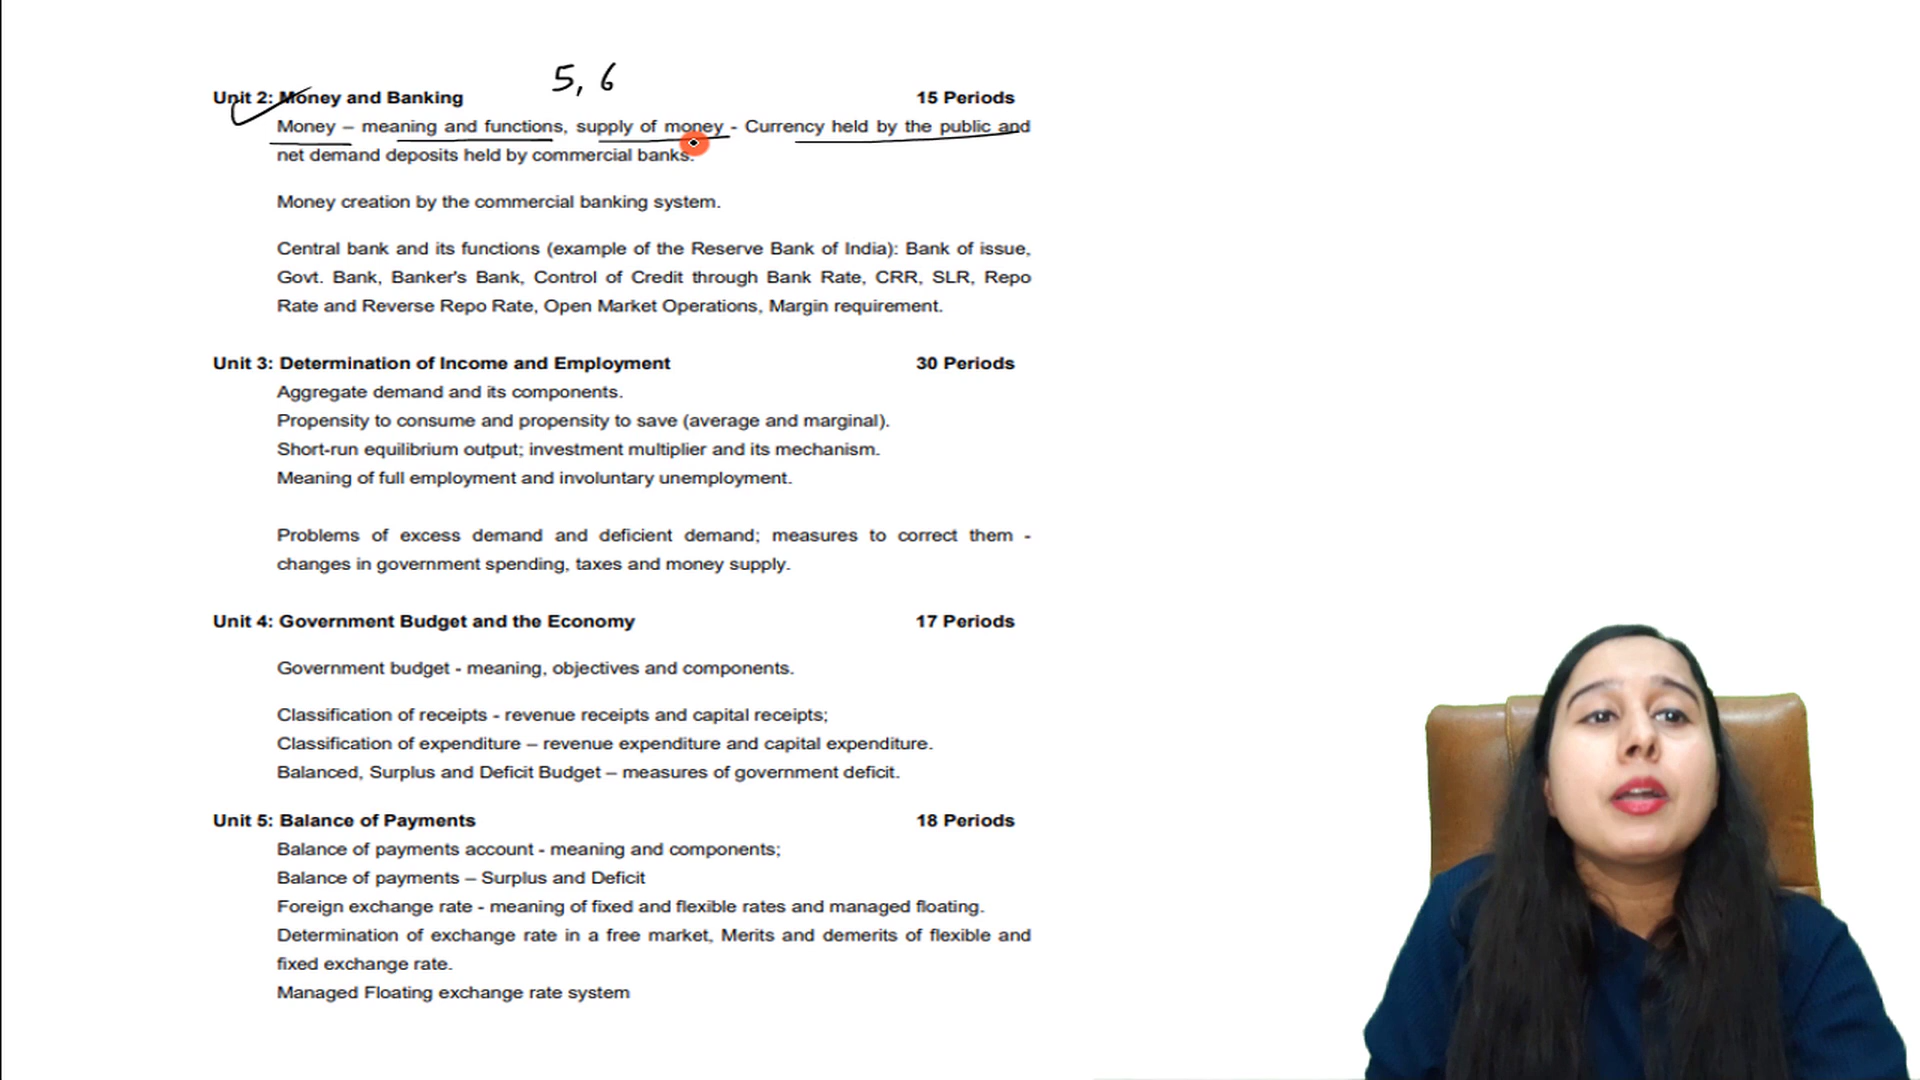 5, 6
Unit 2: Money and Banking 15 Periods
Money – meaning and functions, supply of money - Currency held by the public and
net demand deposits held by commercial banks.
Money creation by the commercial banking system.
Central bank and its functions (example of the Reserve Bank of India): Bank of issue,
Govt. Bank, Banker's Bank, Control of Credit through Bank Rate, CRR, SLR, Repo
Rate and Reverse Repo Rate, Open Market Operations, Margin requirement.
Unit 3: Determination of Income and Employment 30 Periods
Aggregate demand and its components.
Propensity to consume and propensity to save (average and marginal).
Short-run equilibrium output; investment multiplier and its mechanism.
Meaning of full employment and involuntary unemployment.
Problems of excess demand and deficient demand; measures to correct them -
changes in government spending, taxes and money supply.
Unit 4: Government Budget and the Economy 17 Periods
Government budget - meaning, objectives and components.
Classification of receipts - revenue receipts and capital receipts;
Classification of expenditure – revenue expenditure and capital expenditure.
Balanced, Surplus and Deficit Budget – measures of government deficit.
Unit 5: Balance of Payments 18 Periods
Balance of payments account - meaning and components;
Balance of payments – Surplus and Deficit
Foreign exchange rate - meaning of fixed and flexible rates and managed floating.
Determination of exchange rate in a free market, Merits and demerits of flexible and
fixed exchange rate.
Managed Floating exchange rate system